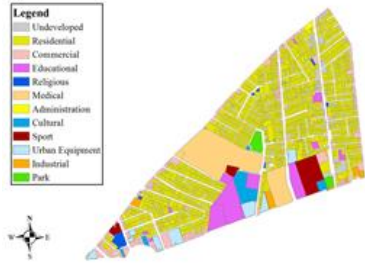 Legend
Undeveloped
Residential
Commercial
Educational
Religious
Medical
Administration
Cultural
Sport
Urban Equipment
Industrial
Park
N
W E
S